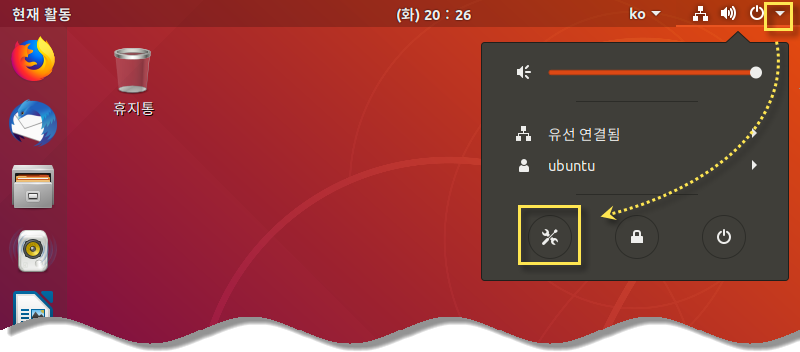 현재 활동
(화) 20 : 26
ko
휴지통
유선 연결됨
ubuntu